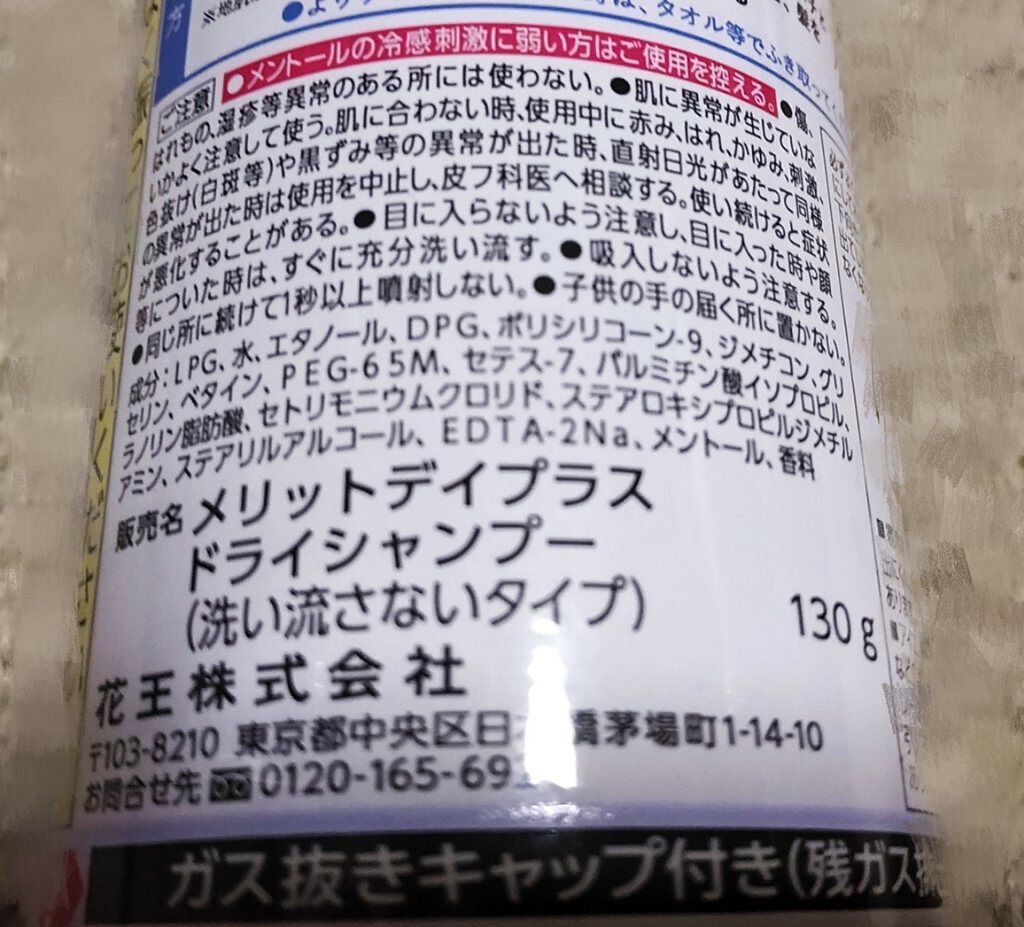 方
※地肌
●より
は、タオル等でふき取って
ご注意 ●メントールの冷感刺激に弱い方はご使用を控える。●傷、
はれもの、湿疹等異常のある所には使わない。●肌に異常が生じていな
いかよく注意して使う。肌に合わない時、使用中に赤み、はれ、かゆみ、刺激、
色抜け(白斑等)や黒ずみ等の異常が出た時、直射日光があたって同様
の異常が出た時は使用を中止し、皮フ科医へ相談する。使い続けると症状
が悪化することがある。●目に入らないよう注意し、目に入った時や顔
等についた時は、すぐに充分洗い流す。●吸入しないよう注意する。
●同じ所に続けて1秒以上噴射しない。●子供の手の届く所に置かない。
成分：LPG、水、エタノール、DPG、ポリシリコーン-9、ジメチコン、グリ
セリン、ベタイン、PEG-65M、セテス-7、パルミチン酸イソプロピル、
ラノリン脂肪酸、セトリモニウムクロリド、ステアロキシプロピルジメチル
アミン、ステアリルアルコール、EDTA-2Na、メントール、香料
販売名 メリットデイプラス
ドライシャンプー
(洗い流さないタイプ)
130g
花王株式会社
〒103-8210 東京都中央区日 橋茅場町1-14-10
お問合せ先 0120-165-69
ガス抜きキャップ付き(残ガス